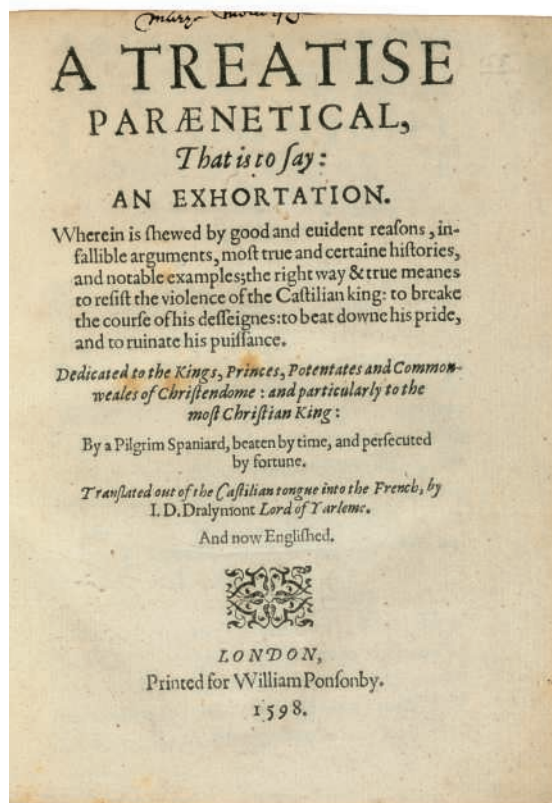 A TREATISE
PARÆNETICAL,
That is to ſay:
AN EXHORTATION.
Wherein is ſhewed by good and euident reaſons, in-
fallible arguments, moſt true and certaine hiſtories,
and notable examples; the right way & true meanes
to reſiſt the violence of the Caſtilian king: to breake
the courſe of his deſſeignes: to beat downe his pride,
and to ruinate his puiſſance.
Dedicated to the Kings, Princes, Potentates and Common-
weales of Chriſtendome: and particularly to the
moſt Chriſtian King:
By a Pilgrim Spaniard, beaten by time, and perſecuted
by fortune.
Tranſlated out of the Caſtilian tongue into the French, by
I. D. Dralymont Lord of Yarleme.
And now Engliſhed.
LONDON,
Printed for William Ponſonby.
1598.